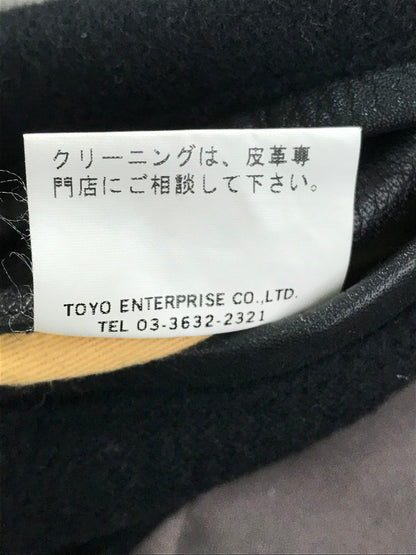 クリーニングは、皮革専
門店にご相談して下さい。
TOYO ENTERPRISE CO.,LTD.
TEL 03-3632-2321